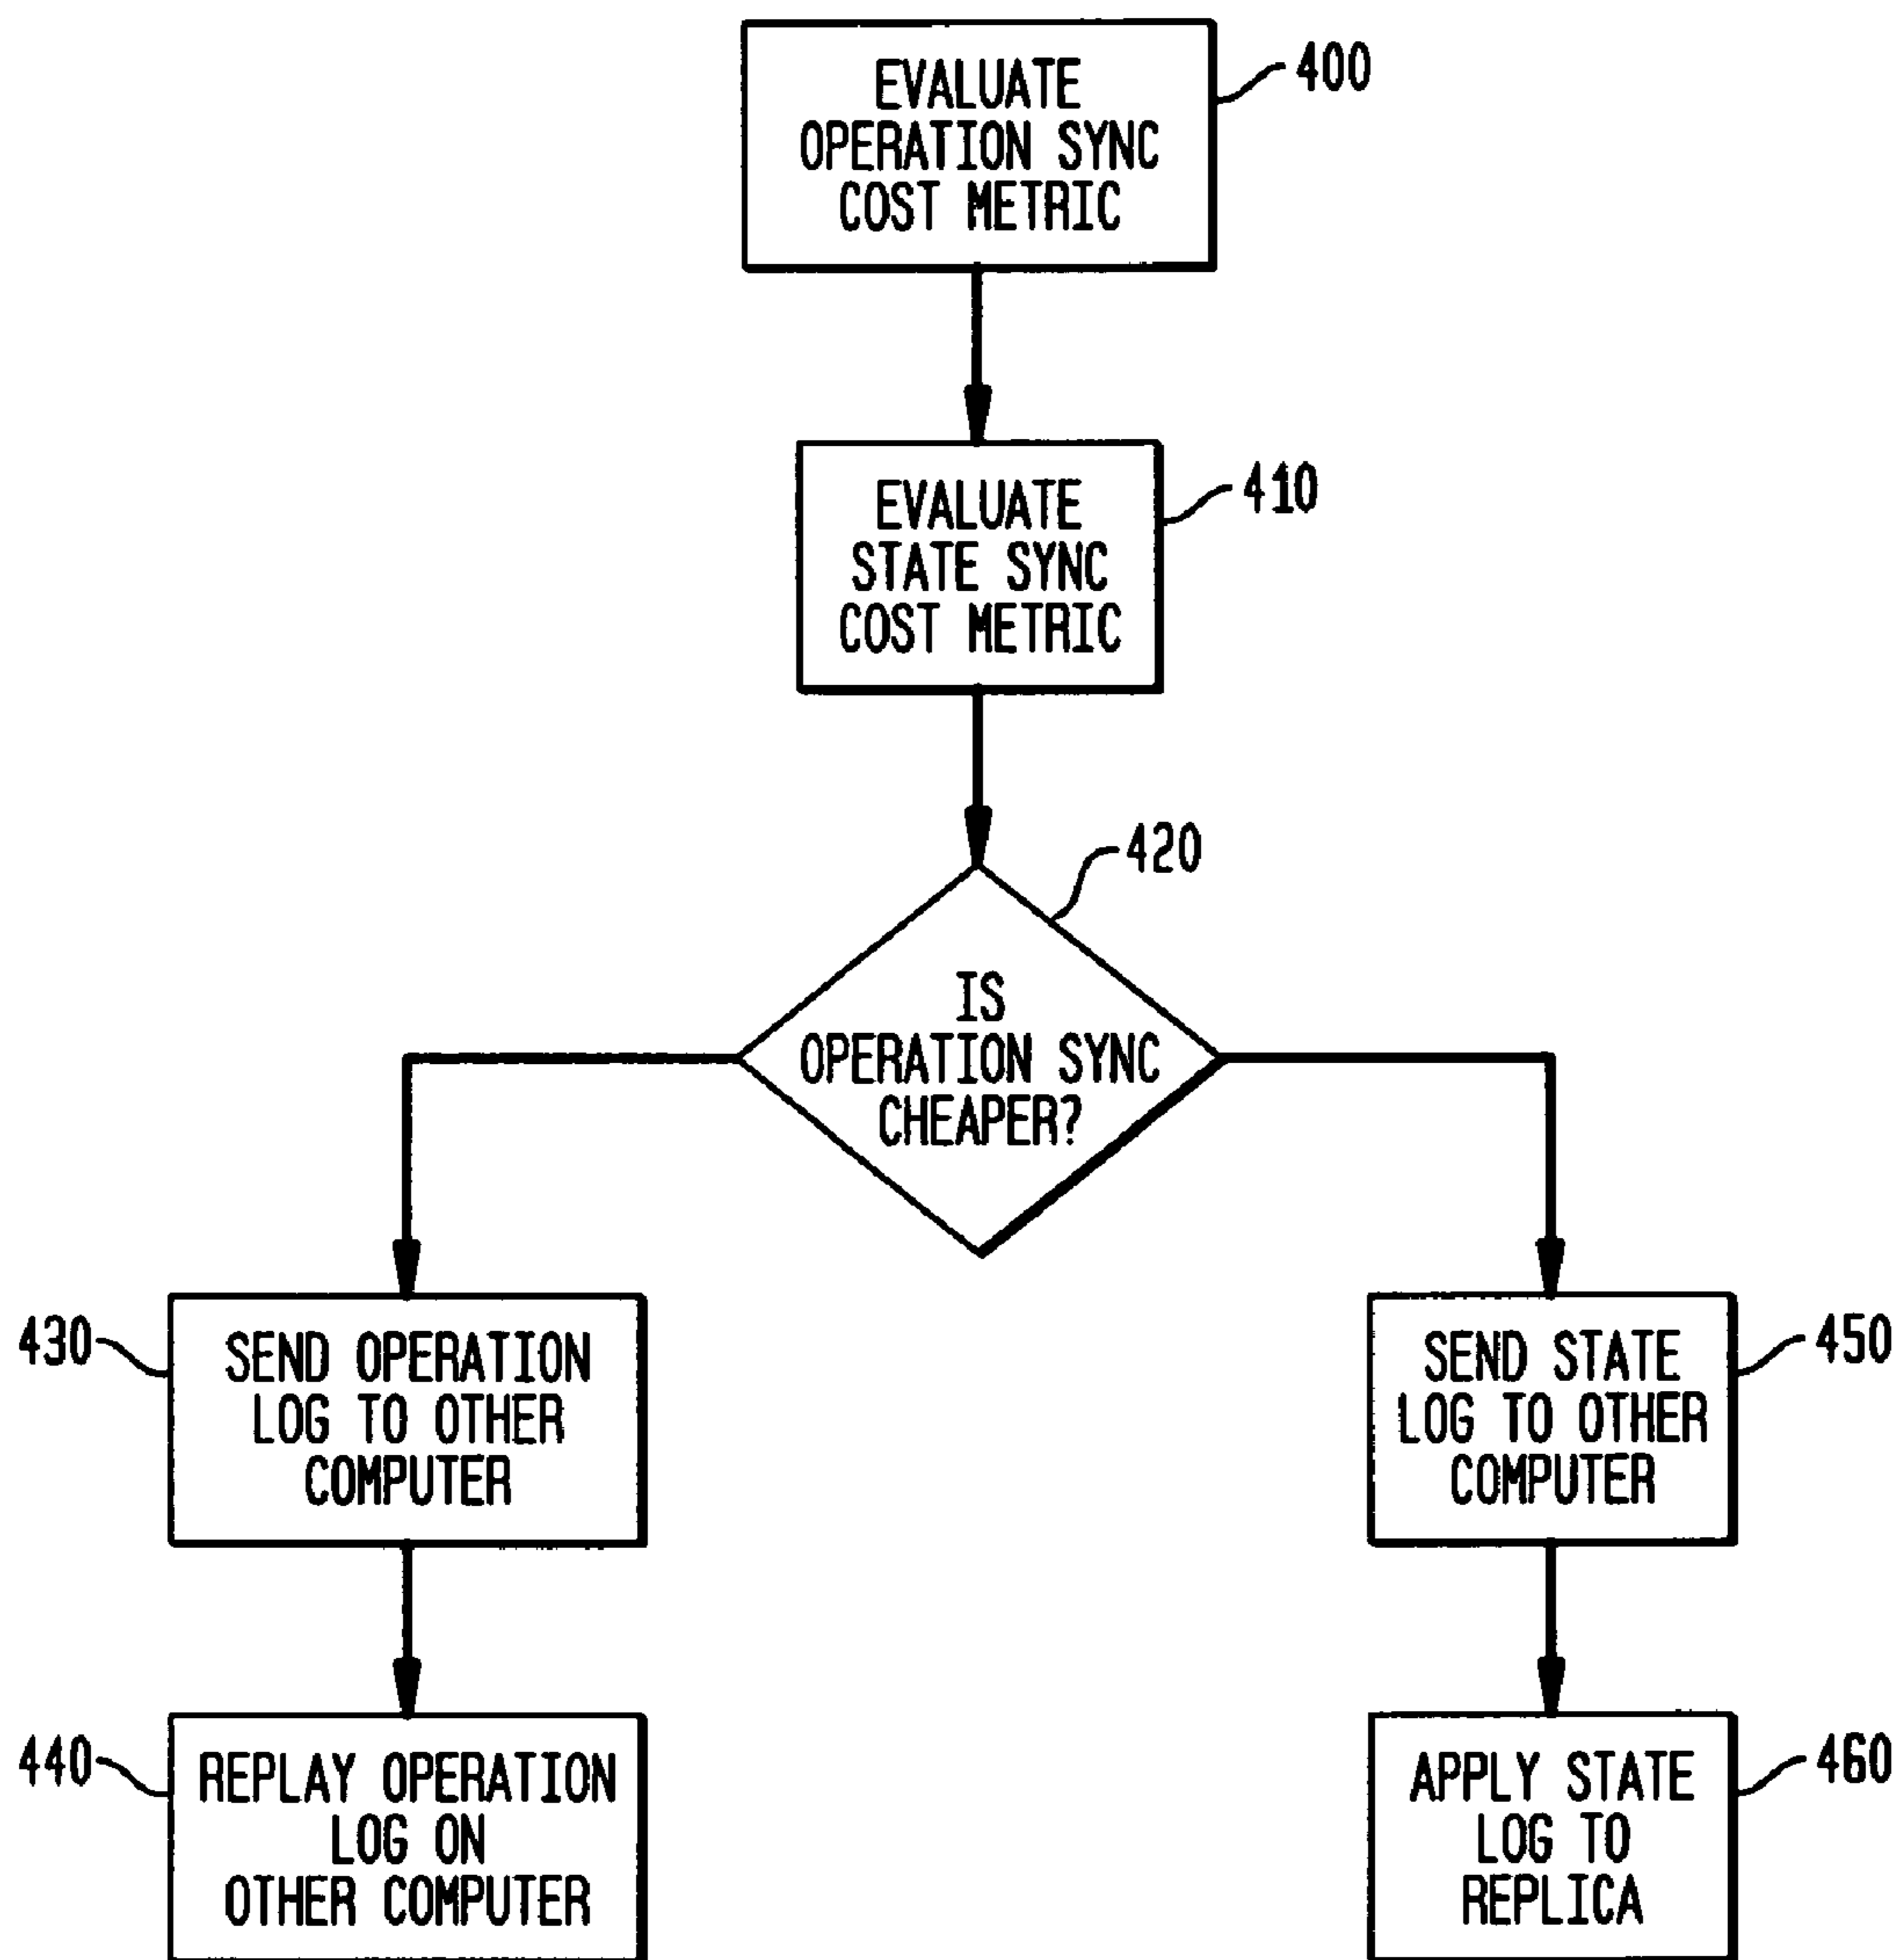 EVALUATE
OPERATION SYNC
COST METRIC
400
EVALUATE
STATE SYNC
COST METRIC
410
420
IS
OPERATION SYNC
CHEAPER?
430
SEND OPERATION
LOG TO OTHER
COMPUTER
SEND STATE
LOG TO OTHER
COMPUTER
450
440
REPLAY OPERATION
LOG ON
OTHER COMPUTER
APPLY STATE
LOG TO
REPLICA
460